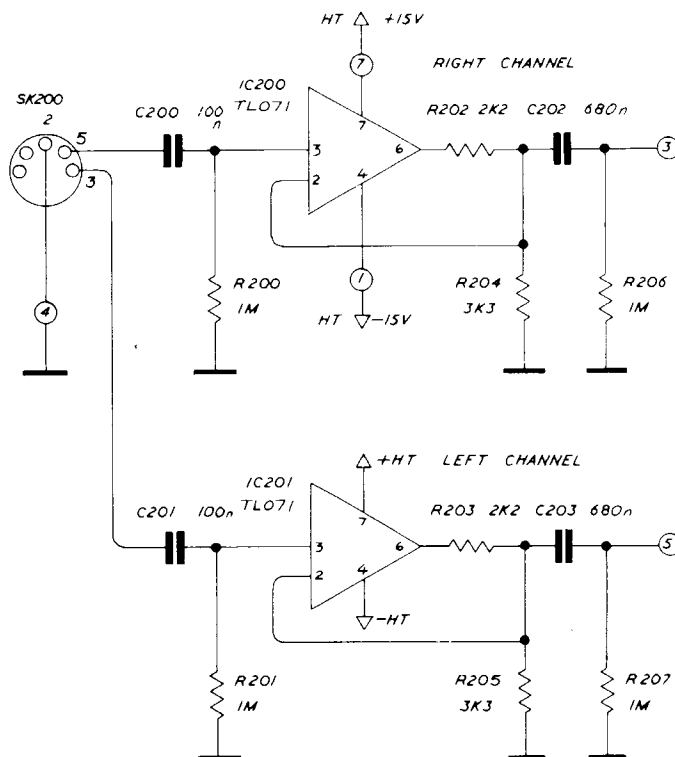 HT +15V
7
RIGHT CHANNEL
SK200
2
5
3
4
C200 100n
IC200
TL071
7
3
2
6
4
1
HT -15V
R202 2K2
C202 680n
3
R200
1M
R204
3K3
R206
1M
+HT LEFT CHANNEL
C201 100n
IC201
TL071
7
3
2
6
4
-HT
R203 2K2
C203 680n
5
R201
1M
R205
3K3
R207
1M